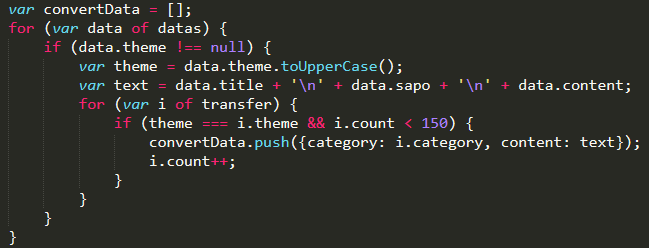 var convertData = [];
for (var data of datas) {
    if (data.theme !== null) {
        var theme = data.theme.toUpperCase();
        var text = data.title + '\n' + data.sapo + '\n' + data.content;
        for (var i of transfer) {
            if (theme === i.theme && i.count < 150) {
                convertData.push({category: i.category, content: text});
                i.count++;
            }
        }
    }
}